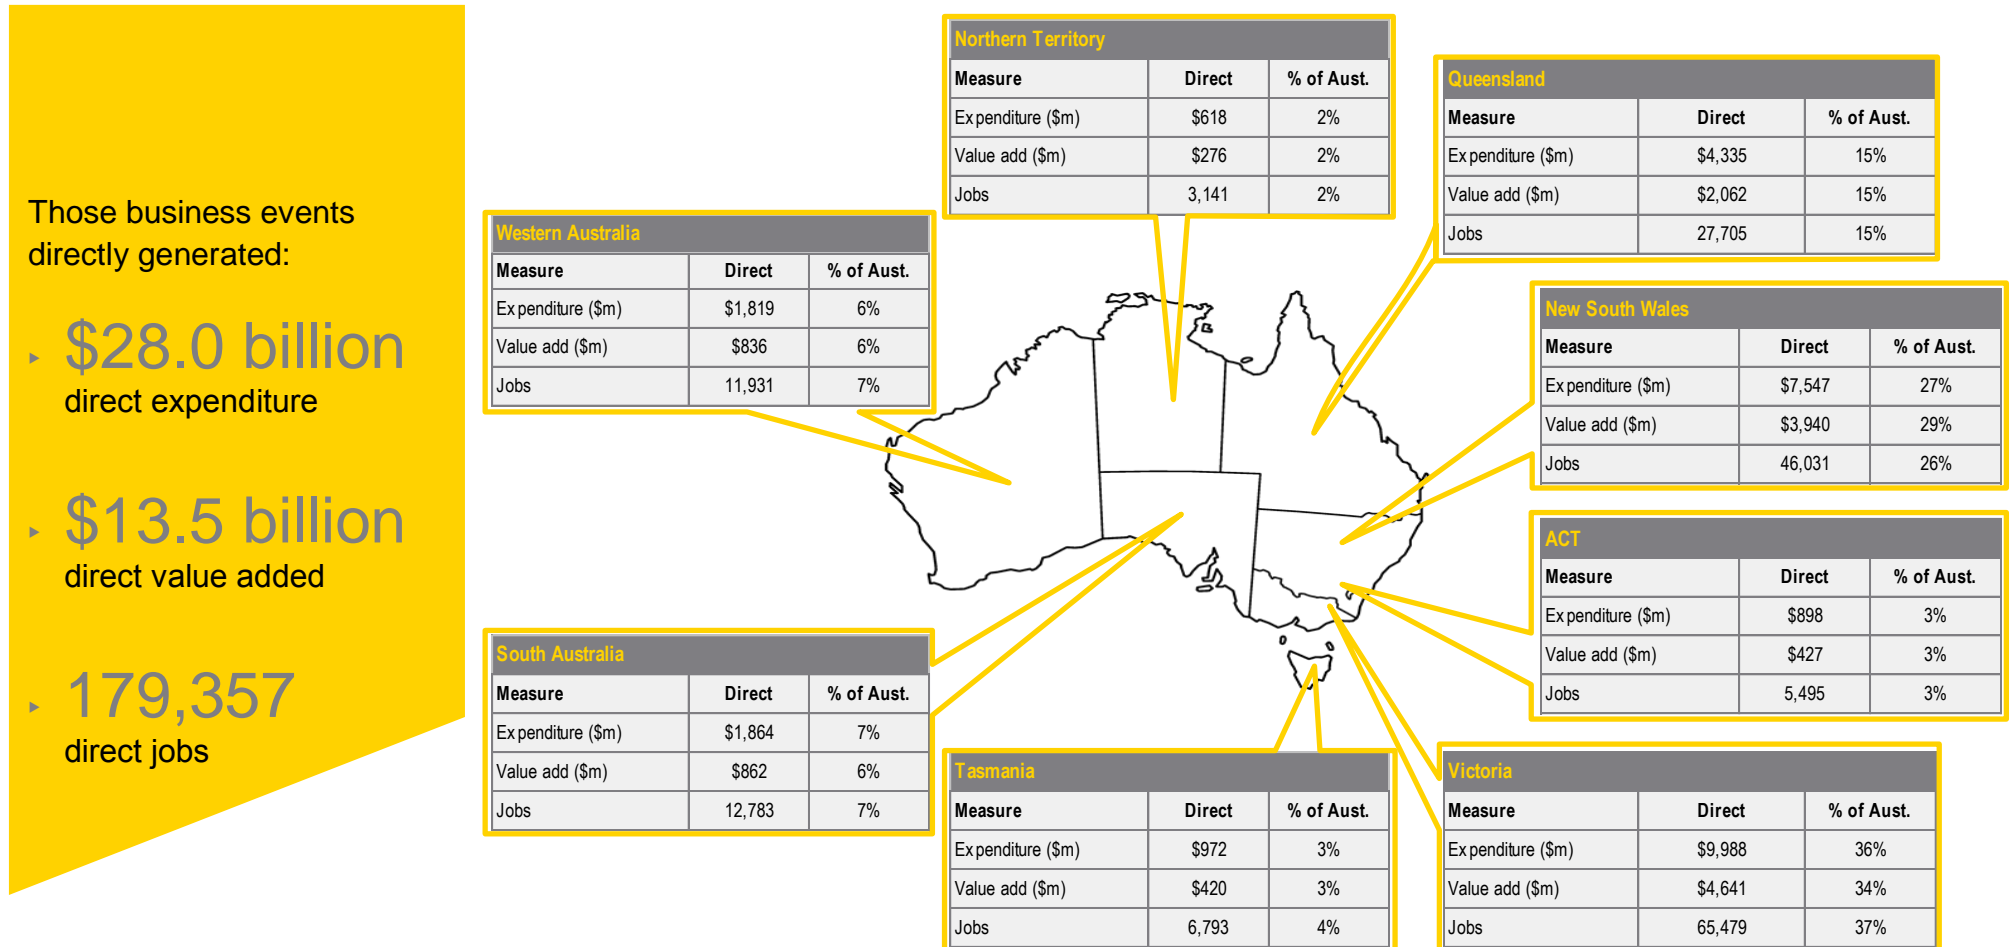 Those business events
directly generated:
▸ $28.0 billion
direct expenditure
▸ $13.5 billion
direct value added
▸ 179,357
direct jobs
Northern Territory
Measure Direct % of Aust.
Expenditure ($m) $618 2%
Value add ($m) $276 2%
Jobs 3,141 2%
Queensland
Measure Direct % of Aust.
Expenditure ($m) $4,335 15%
Value add ($m) $2,062 15%
Jobs 27,705 15%
Western Australia
Measure Direct % of Aust.
Expenditure ($m) $1,819 6%
Value add ($m) $836 6%
Jobs 11,931 7%
New South Wales
Measure Direct % of Aust.
Expenditure ($m) $7,547 27%
Value add ($m) $3,940 29%
Jobs 46,031 26%
ACT
Measure Direct % of Aust.
Expenditure ($m) $898 3%
Value add ($m) $427 3%
Jobs 5,495 3%
South Australia
Measure Direct % of Aust.
Expenditure ($m) $1,864 7%
Value add ($m) $862 6%
Jobs 12,783 7%
Tasmania
Measure Direct % of Aust.
Expenditure ($m) $972 3%
Value add ($m) $420 3%
Jobs 6,793 4%
Victoria
Measure Direct % of Aust.
Expenditure ($m) $9,988 36%
Value add ($m) $4,641 34%
Jobs 65,479 37%